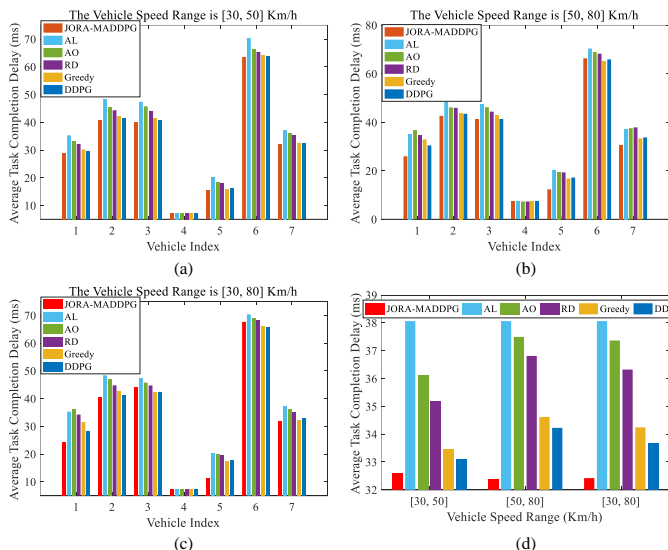 The Vehicle Speed Range is [30, 50] Km/h
JORA-MADDPG
AL
AO
RD
Greedy
DDPG
Average Task Completion Delay (ms)
70
60
50
40
30
20
10
1 2 3 4 5 6 7
Vehicle Index
(a)
The Vehicle Speed Range is [50, 80] Km/h
JORA-MADDPG
AL
AO
RD
Greedy
DDPG
Average Task Completion Delay (ms)
80
60
40
20
0
1 2 3 4 5 6 7
Vehicle Index
(b)
The Vehicle Speed Range is [30, 80] Km/h
JORA-MADDPG
AL
AO
RD
Greedy
DDPG
Average Task Completion Delay (ms)
70
60
50
40
30
20
10
1 2 3 4 5 6 7
Vehicle Index
(c)
JORA-MADDPG AL AO RD Greedy DD
Average Task Completion Delay (ms)
39
38
37
36
35
34
33
32
[30, 50] [50, 80] [30, 80]
Vehicle Speed Range (Km/h)
(d)